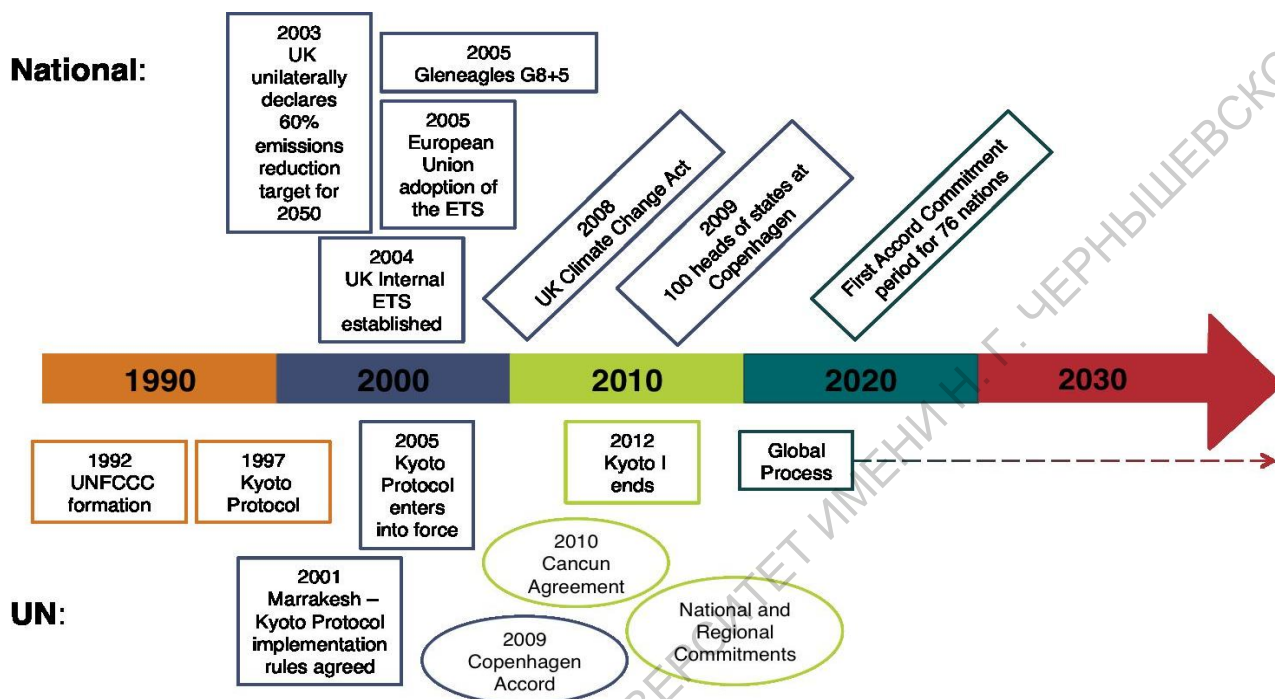 National:
2003
UK
unilaterally
declares
60%
emissions
reduction
target for
2050
2005
Gleneagles G8+5
2005
European
Union
adoption of
the ETS
2004
UK Internal
ETS
established
2008
UK Climate Change Act
2009
100 heads of states at
Copenhagen
First Accord Commitment
period for 76 nations
1990
2000
2010
2020
2030
1992
UNFCCC
formation
1997
Kyoto
Protocol
2005
Kyoto
Protocol
enters
into force
2012
Kyoto I
ends
Global
Process
UN:
2001
Marrakesh –
Kyoto Protocol
implementation
rules agreed
2010
Cancun
Agreement
2009
Copenhagen
Accord
National and
Regional
Commitments
ИМЕНИ Н. Г.